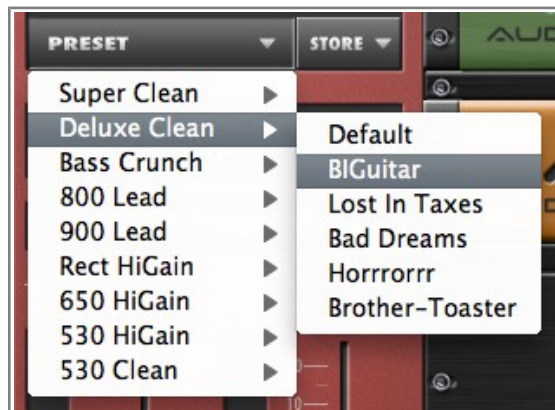 PRESET
STORE
Super Clean
Deluxe Clean
Bass Crunch
800 Lead
900 Lead
Rect HiGain
650 HiGain
530 HiGain
530 Clean
Default
BIGuitar
Lost In Taxes
Bad Dreams
Horrrorrr
Brother-Toaster
10